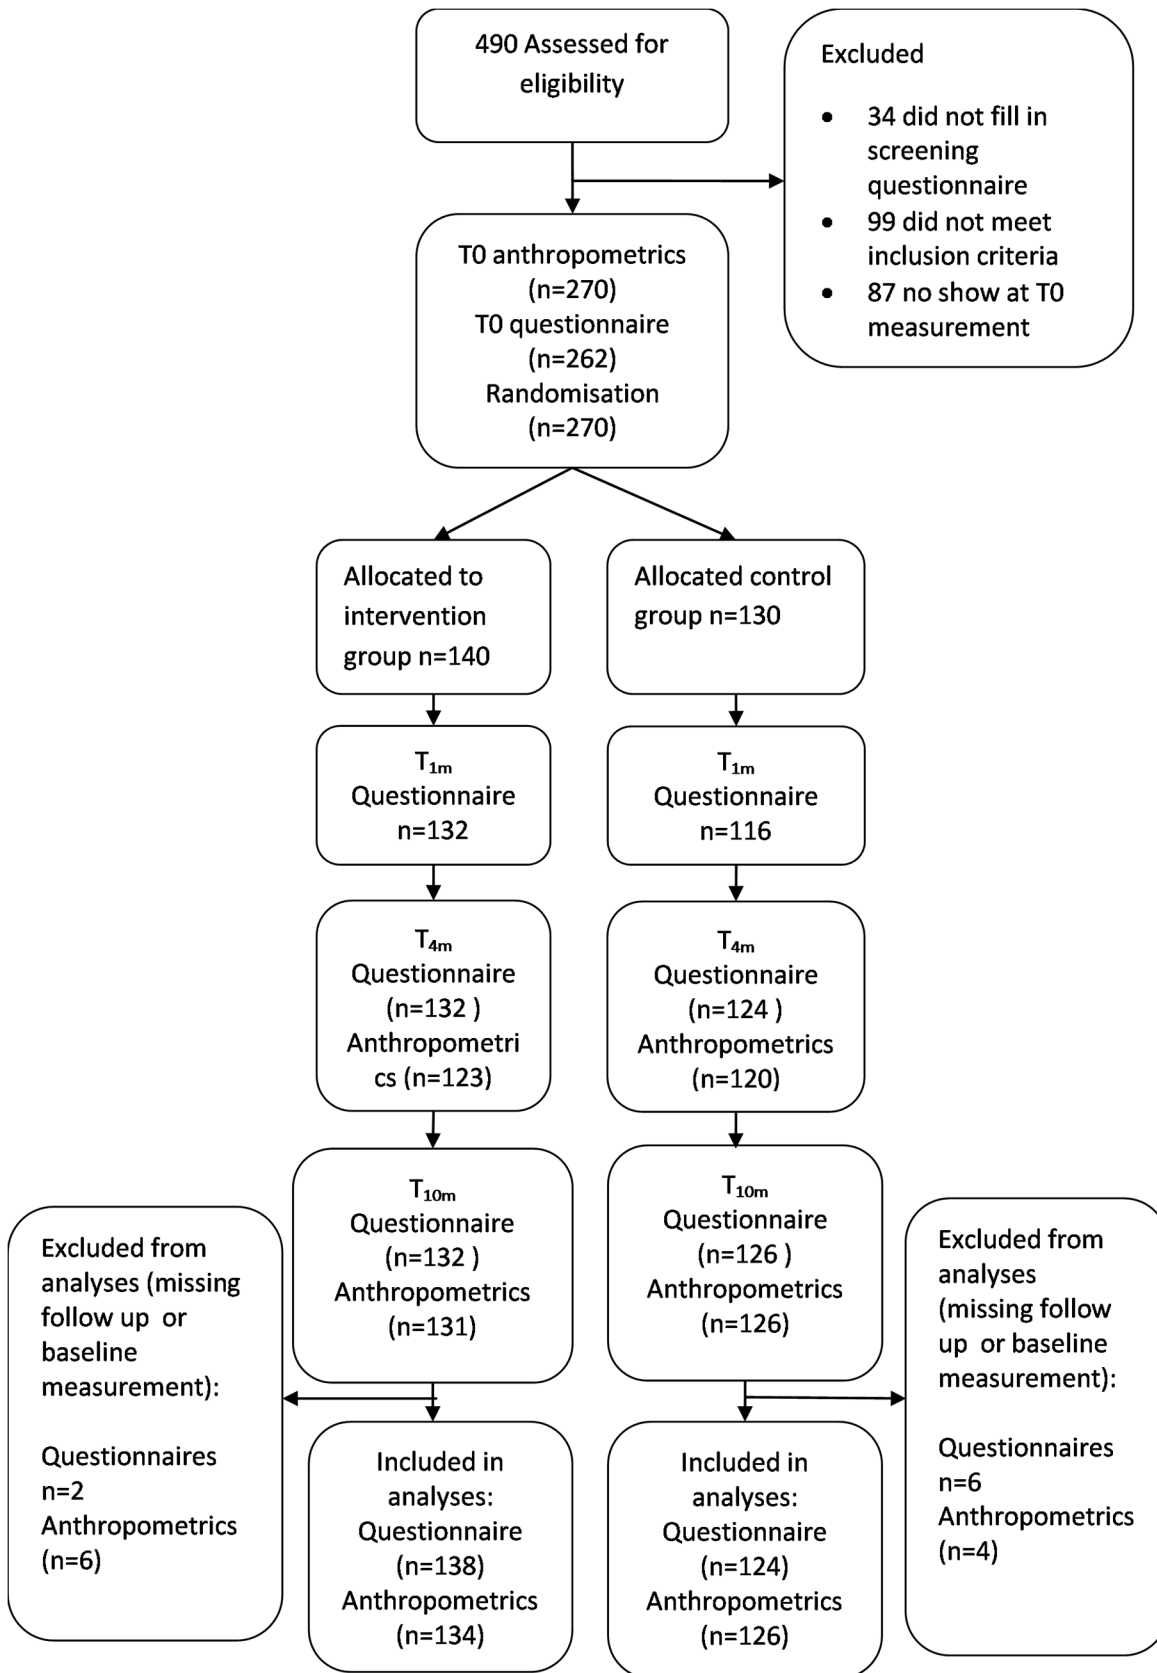 490 Assessed for
eligibility
Excluded
• 34 did not fill in
screening
questionnaire
• 99 did not meet
inclusion criteria
• 87 no show at T0
measurement
T0 anthropometrics
(n=270)
T0 questionnaire
(n=262)
Randomisation
(n=270)
Allocated to
intervention
group n=140
Allocated control
group n=130
T1m
Questionnaire
n=132
T1m
Questionnaire
n=116
T4m
Questionnaire
(n=132 )
Anthropometri
cs (n=123)
T4m
Questionnaire
(n=124 )
Anthropometrics
(n=120)
T10m
Questionnaire
(n=132 )
Anthropometrics
(n=131)
T10m
Questionnaire
(n=126 )
Anthropometrics
(n=126)
Excluded from
analyses (missing
follow up  or
baseline
measurement):
Questionnaires
n=2
Anthropometrics
(n=6)
Excluded from
analyses
(missing follow
up  or baseline
measurement):
Questionnaires
n=6
Anthropometrics
(n=4)
Included in
analyses:
Questionnaire
(n=138)
Anthropometrics
(n=134)
Included in
analyses:
Questionnaire
(n=124)
Anthropometrics
(n=126)